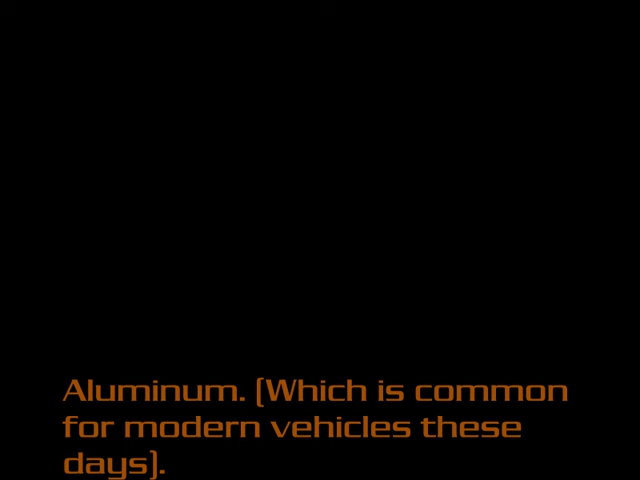 Aluminum. (Which is common
for modern vehicles these
days).